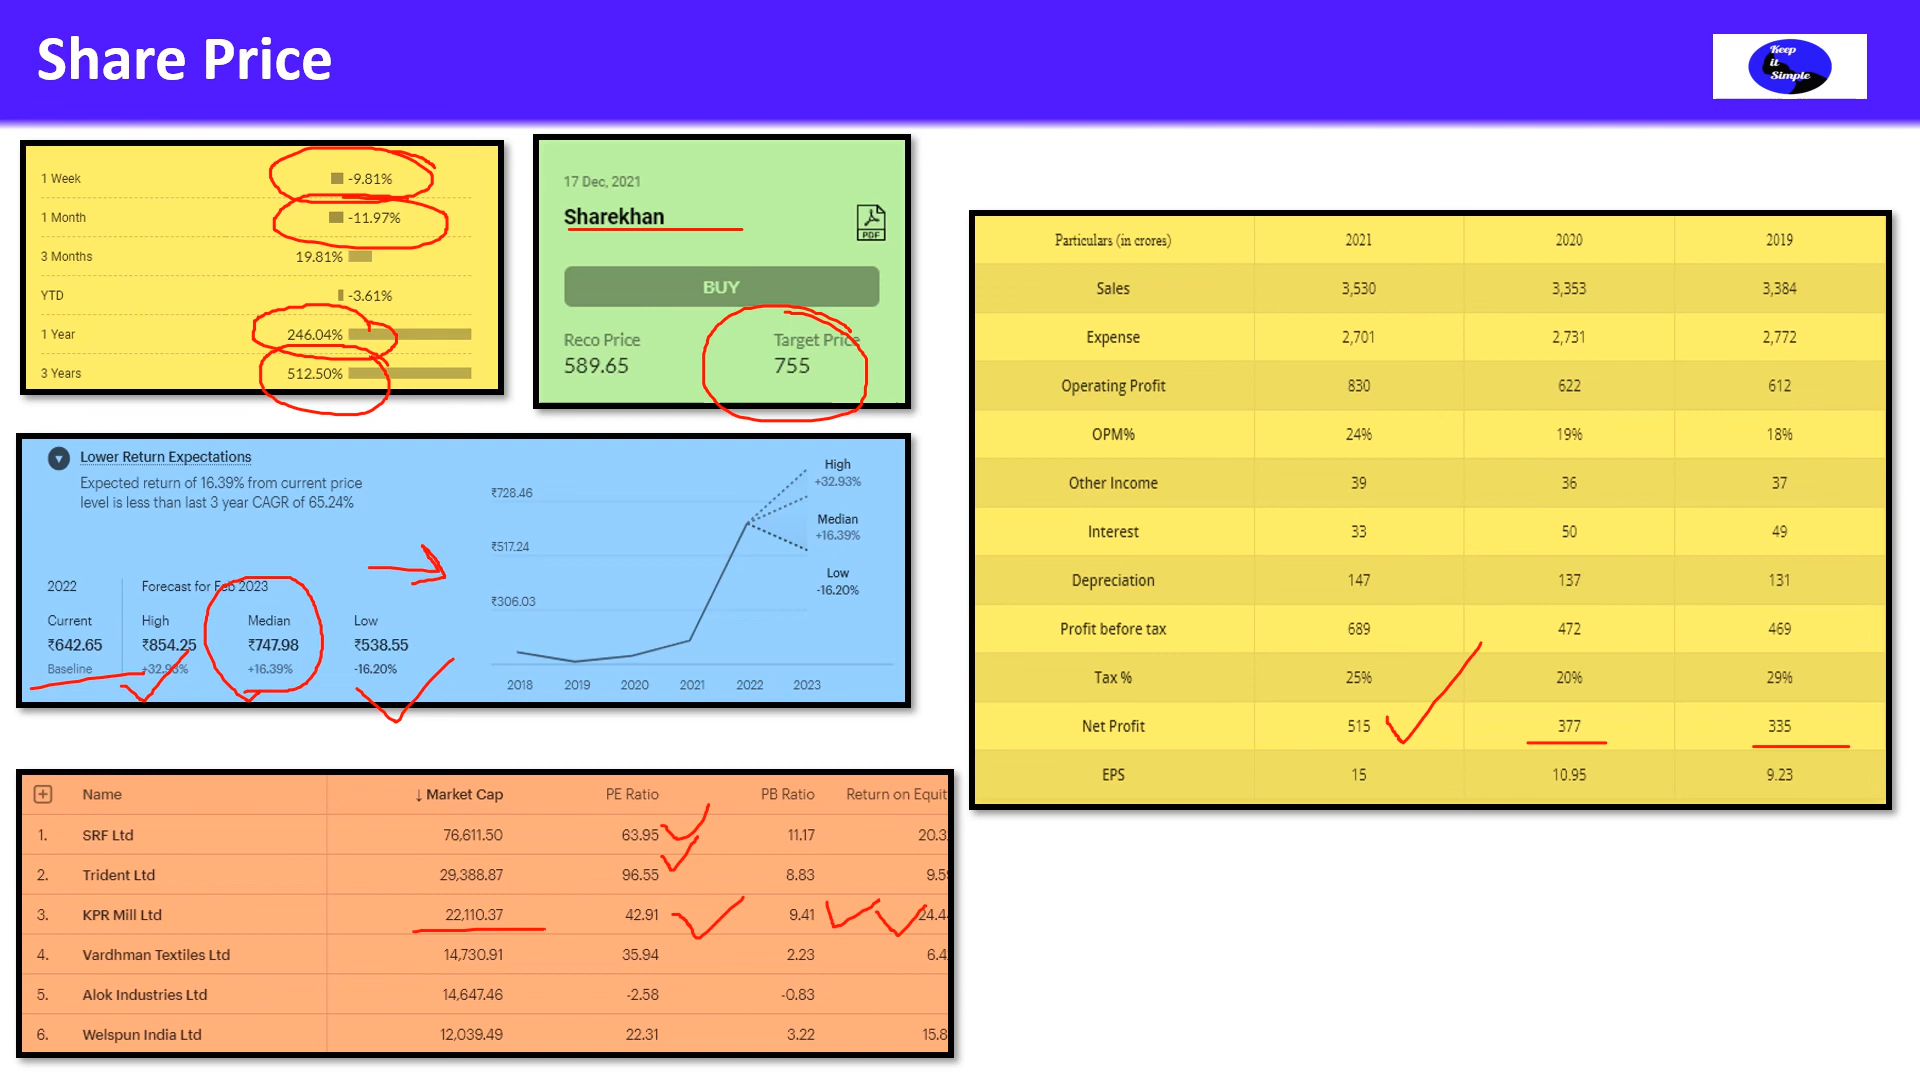 Share Price
Keep
it
Simple
1 Week -9.81%
1 Month -11.97%
3 Months 19.81%
YTD -3.61%
1 Year 246.04%
3 Years 512.50%
17 Dec, 2021
Sharekhan
PDF
BUY
Reco Price Target Price
589.65 755
Lower Return Expectations
Expected return of 16.39% from current price
level is less than last 3 year CAGR of 65.24%
2022 Forecast for Feb 2023
Current High Median Low
₹642.65 ₹854.25 ₹747.98 ₹538.55
Baseline +32.93% +16.39% -16.20%
₹728.46
₹517.24
₹306.03
High
+32.93%
Median
+16.39%
Low
-16.20%
2018 2019 2020 2021 2022 2023
Name ↓ Market Cap PE Ratio PB Ratio Return on Equit
1. SRF Ltd 76,611.50 63.95 11.17 20.3
2. Trident Ltd 29,388.87 96.55 8.83 9.5
3. KPR Mill Ltd 22,110.37 42.91 9.41 24.4
4. Vardhman Textiles Ltd 14,730.91 35.94 2.23 6.4
5. Alok Industries Ltd 14,647.46 -2.58 -0.83
6. Welspun India Ltd 12,039.49 22.31 3.22 15.8
Particulars (in crores) 2021 2020 2019
Sales 3,530 3,353 3,384
Expense 2,701 2,731 2,772
Operating Profit 830 622 612
OPM% 24% 19% 18%
Other Income 39 36 37
Interest 33 50 49
Depreciation 147 137 131
Profit before tax 689 472 469
Tax % 25% 20% 29%
Net Profit 515 377 335
EPS 15 10.95 9.23